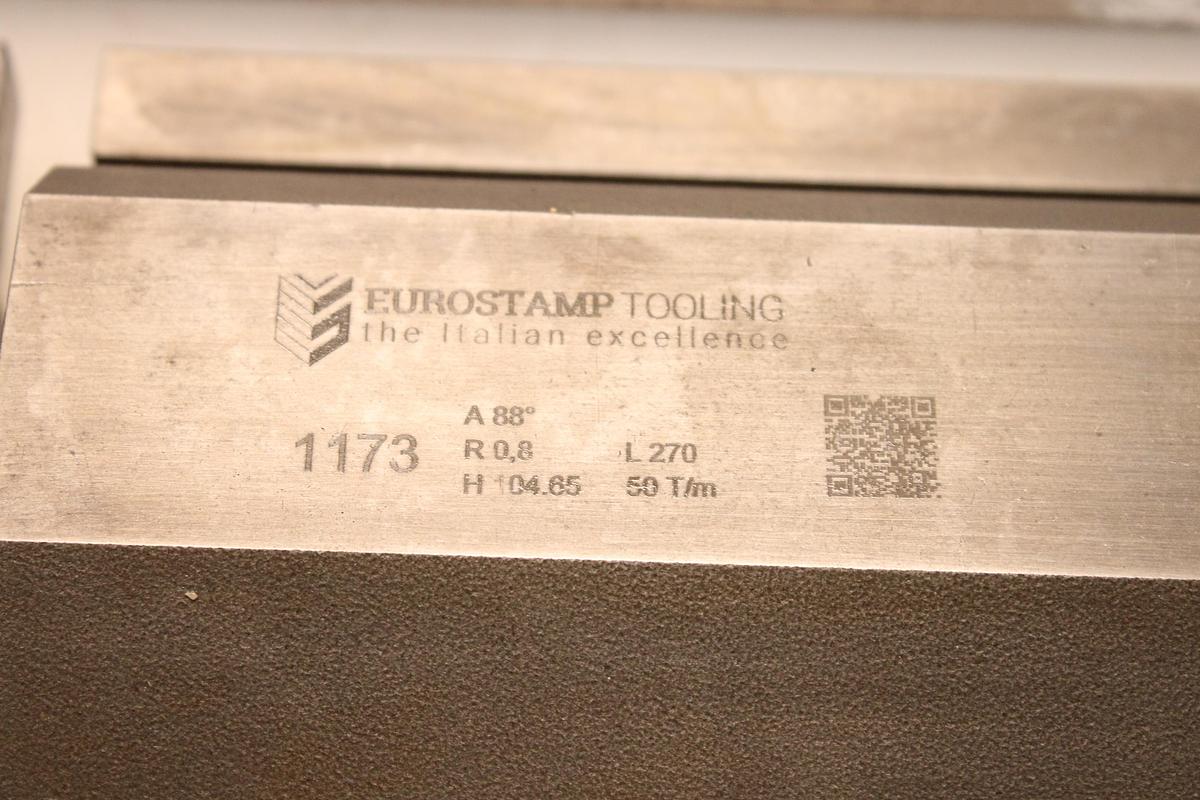 EUROSTAMP TOOLING
the Italian excellence
1173
A 88°
R 0,8 L 270
H 104.65 50 T/m